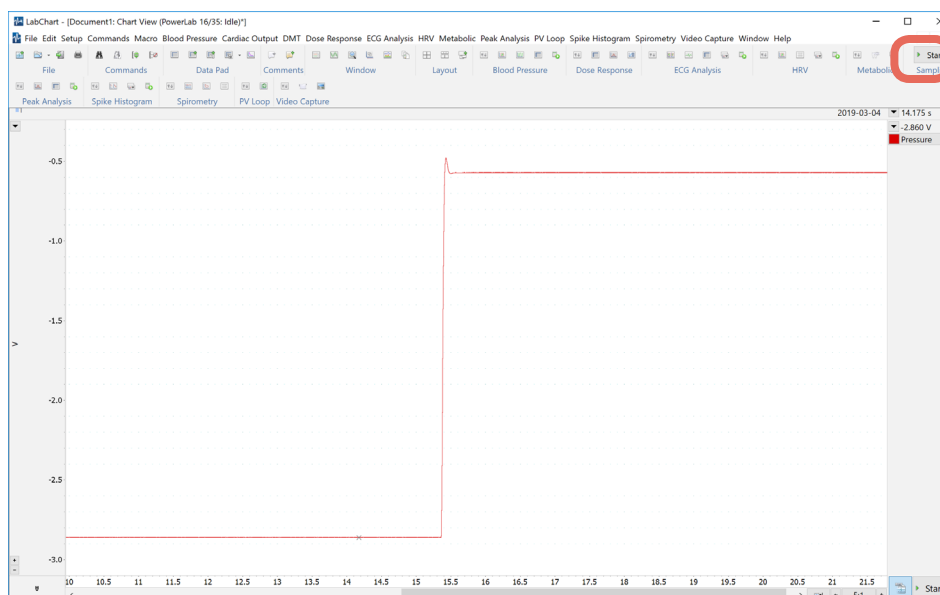 LabChart - [Document1: Chart View (PowerLab 16/35: Idle)*]
File Edit Setup Commands Macro Blood Pressure Cardiac Output DMT Dose Response ECG Analysis HRV Metabolic Peak Analysis PV Loop Spike Histogram Spirometry Video Capture Window Help
Star
File Commands Data Pad Comments Window Layout Blood Pressure Dose Response ECG Analysis HRV Metabolic Sampl
Peak Analysis Spike Histogram Spirometry PV Loop Video Capture
2019-03-04 14.175 s
-2.860 V
Pressure
-0.5
-1.0
-1.5
V
-2.0
-2.5
-3.0
10 10.5 11 11.5 12 12.5 13 13.5 14 14.5 15 15.5 16 16.5 17 17.5 18 18.5 19 19.5 20 20.5 21 21.5
5:1 Star